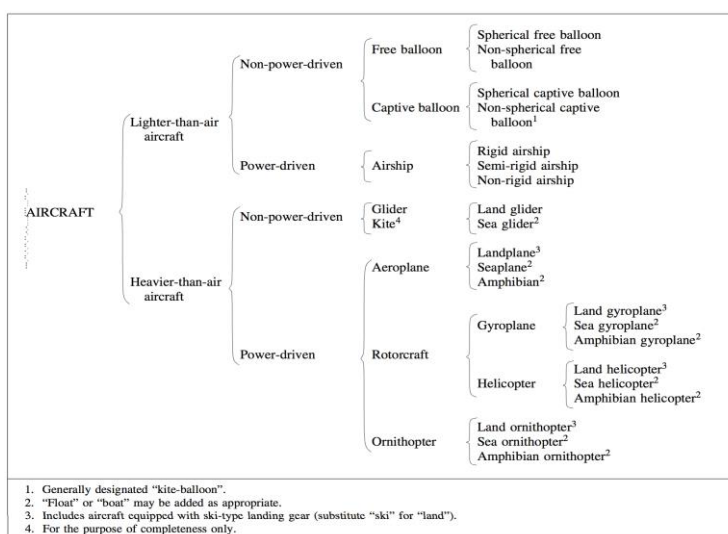 AIRCRAFT
Lighter-than-air
aircraft
Non-power-driven
Free balloon
Spherical free balloon
Non-spherical free
balloon
Captive balloon
Spherical captive balloon
Non-spherical captive
balloon¹
Power-driven
Airship
Rigid airship
Semi-rigid airship
Non-rigid airship
Heavier-than-air
aircraft
Non-power-driven
Glider
Kite⁴
Land glider
Sea glider²
Power-driven
Aeroplane
Landplane³
Seaplane²
Amphibian²
Rotorcraft
Gyroplane
Land gyroplane³
Sea gyroplane²
Amphibian gyroplane²
Helicopter
Land helicopter³
Sea helicopter²
Amphibian helicopter²
Ornithopter
Land ornithopter³
Sea ornithopter²
Amphibian ornithopter²
1. Generally designated “kite-balloon”.
2. “Float” or “boat” may be added as appropriate.
3. Includes aircraft equipped with ski-type landing gear (substitute “ski” for “land”).
4. For the purpose of completeness only.